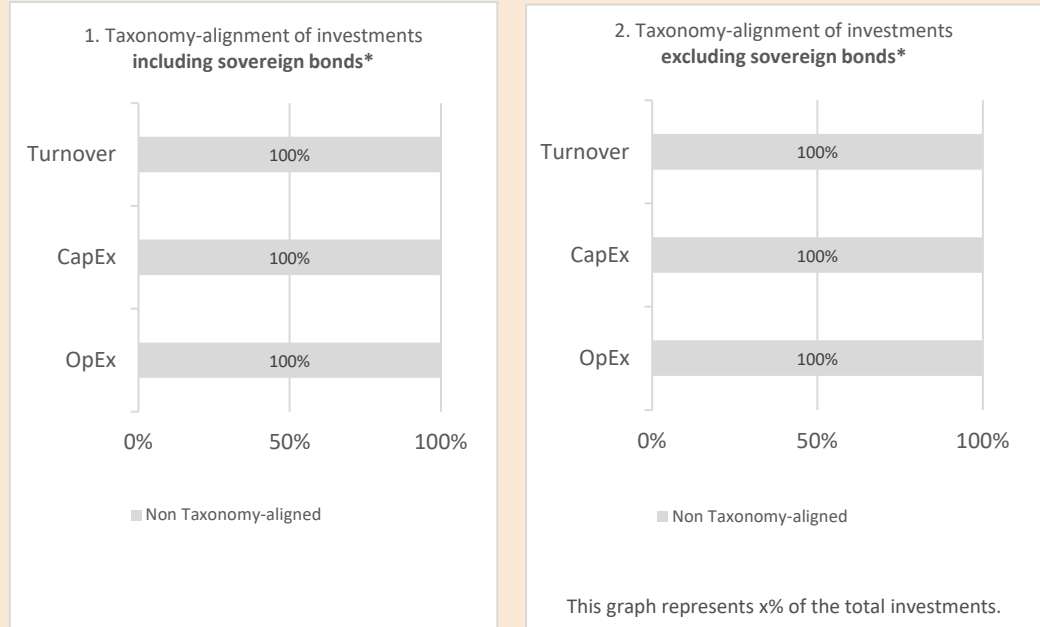 1. Taxonomy-alignment of investments
including sovereign bonds*
Turnover
100%
CapEx
100%
OpEx
100%
0% 50% 100%
Non Taxonomy-aligned
2. Taxonomy-alignment of investments
excluding sovereign bonds*
Turnover
100%
CapEx
100%
OpEx
100%
0% 50% 100%
Non Taxonomy-aligned
This graph represents x% of the total investments.